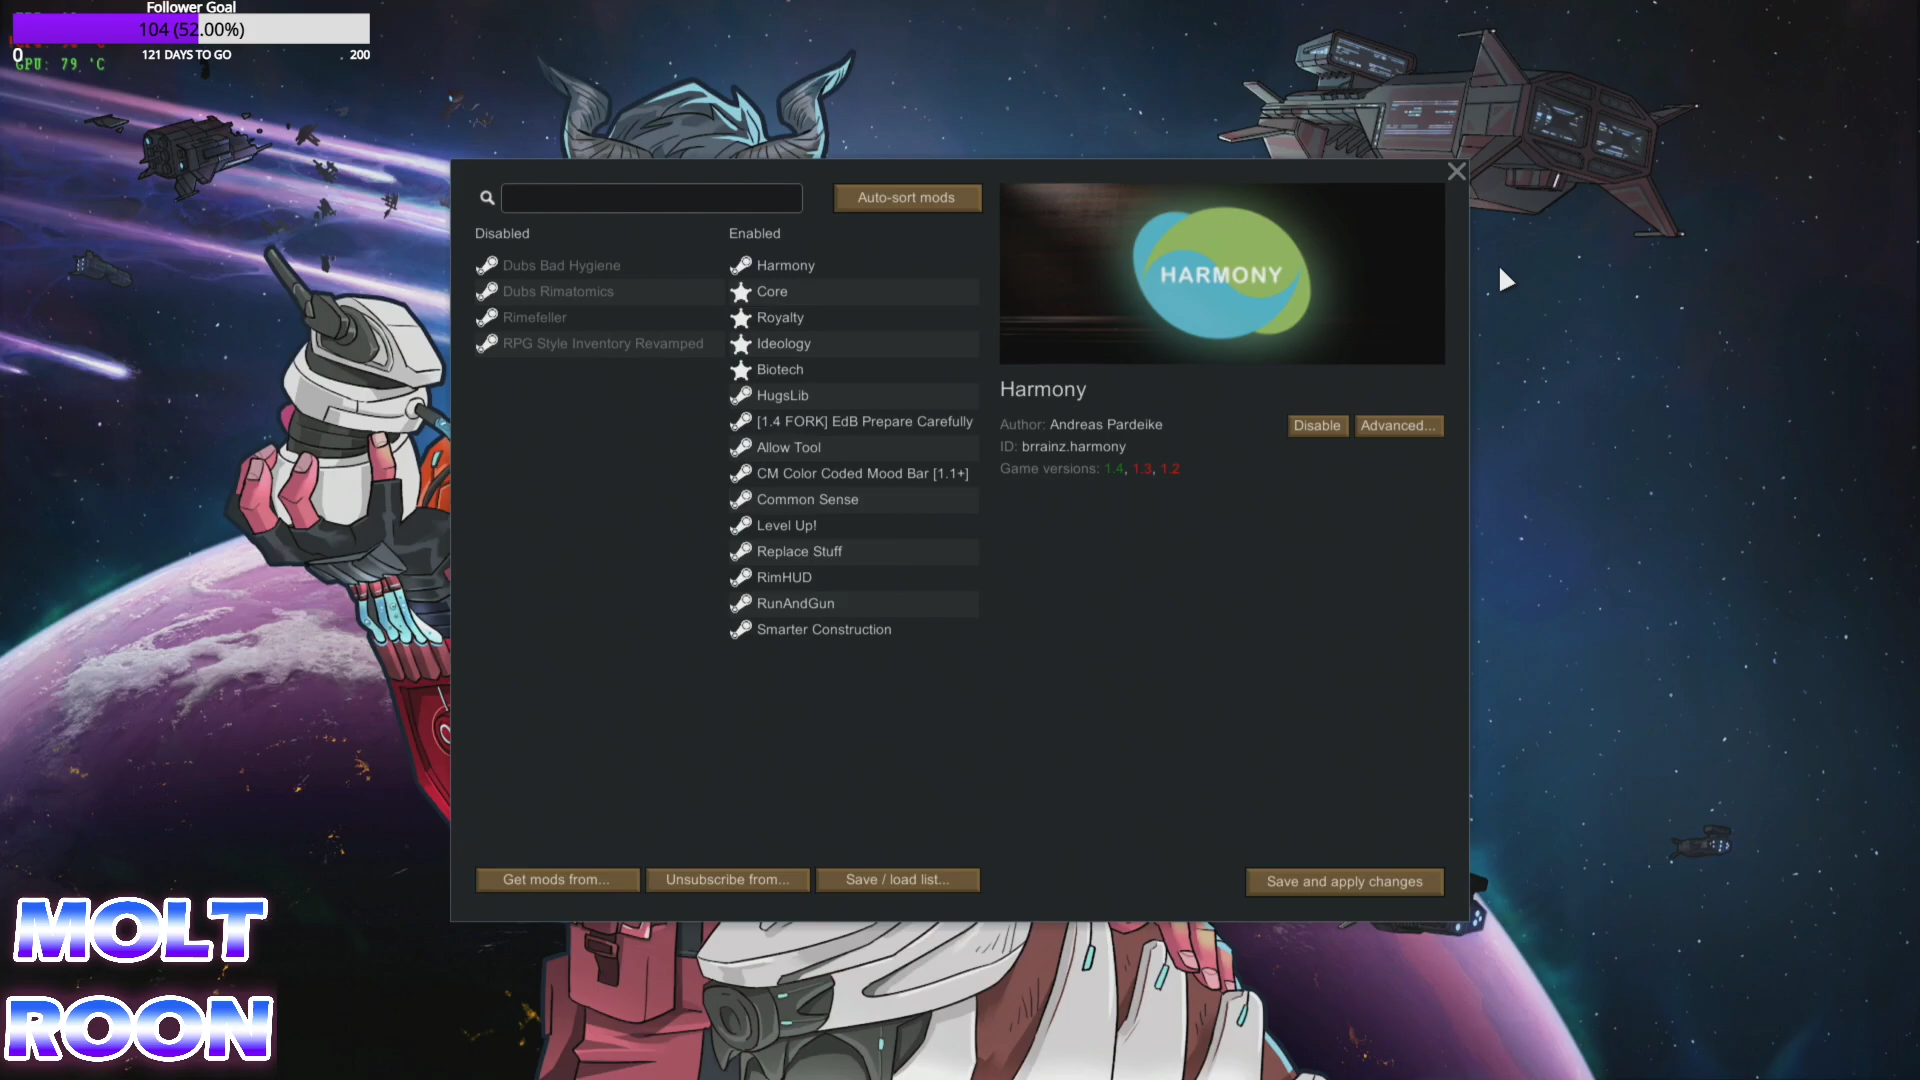 Follower Goal
104 (52.00%)
0
121 DAYS TO GO
200
GPU: 79 °C
Auto-sort mods
Disabled
Dubs Bad Hygiene
Dubs Rimatomics
Rimefeller
RPG Style Inventory Revamped
Enabled
Harmony
Core
Royalty
Ideology
Biotech
HugsLib
[1.4 FORK] EdB Prepare Carefully
Allow Tool
CM Color Coded Mood Bar [1.1+]
Common Sense
Level Up!
Replace Stuff
RimHUD
RunAndGun
Smarter Construction
HARMONY
Harmony
Author: Andreas Pardeike
ID: brrainz.harmony
Game versions: 1.4, 1.3, 1.2
Disable
Advanced...
Get mods from...
Unsubscribe from...
Save / load list...
Save and apply changes
MOLT
ROON